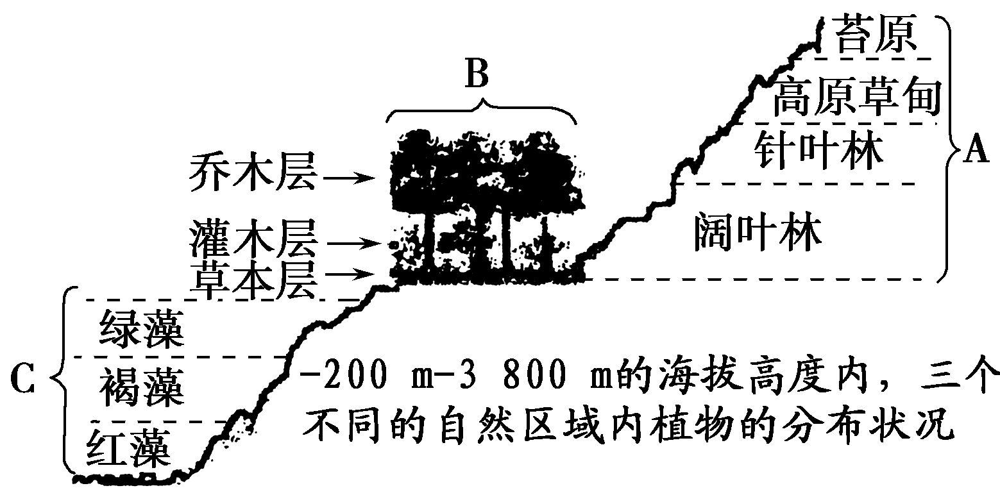 苔原
高原草甸
针叶林
阔叶林
A
B
乔木层
灌木层
草本层
C
绿藻
褐藻
红藻
-200 m-3 800 m的海拔高度内，三个
不同的自然区域内植物的分布状况